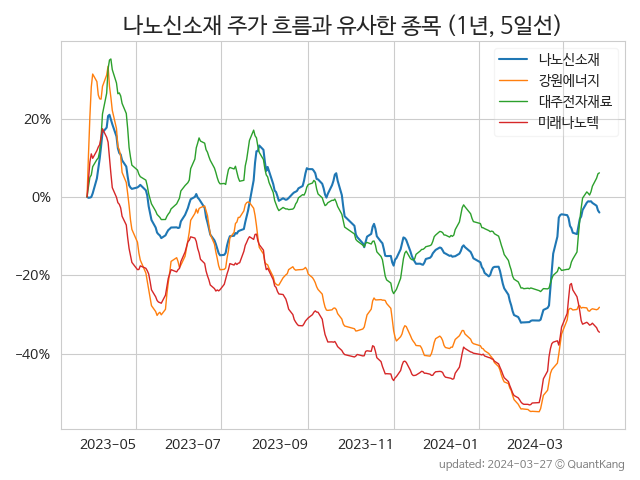 나노신소재 주가 흐름과 유사한 종목 (1년, 5일선)
나노신소재
강원에너지
대주전자재료
미래나노텍
20%
0%
−20%
−40%
2023-05 2023-07 2023-09 2023-11 2024-01 2024-03
updated: 2024-03-27 © QuantKang